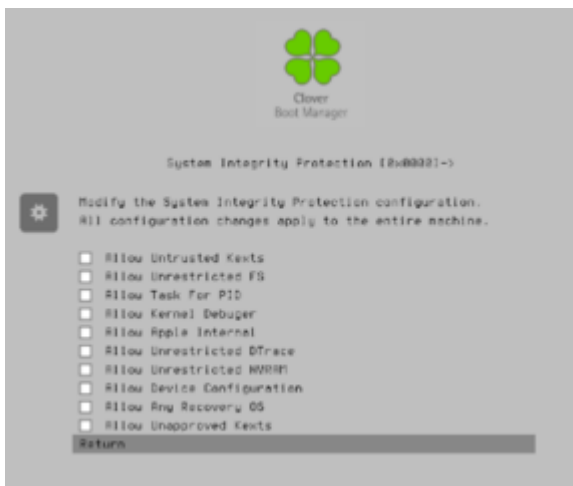 Clover
Boot Manager
System Integrity Protection [0x0000]->
Modify the System Integrity Protection configuration.
All configuration changes apply to the entire machine.
Allow Untrusted Kexts
Allow Unrestricted FS
Allow Task For PID
Allow Kernel Debuger
Allow Apple Internal
Allow Unrestricted DTrace
Allow Unrestricted NVRAM
Allow Device Configuration
Allow Any Recovery OS
Allow Unapproved Kexts
Return